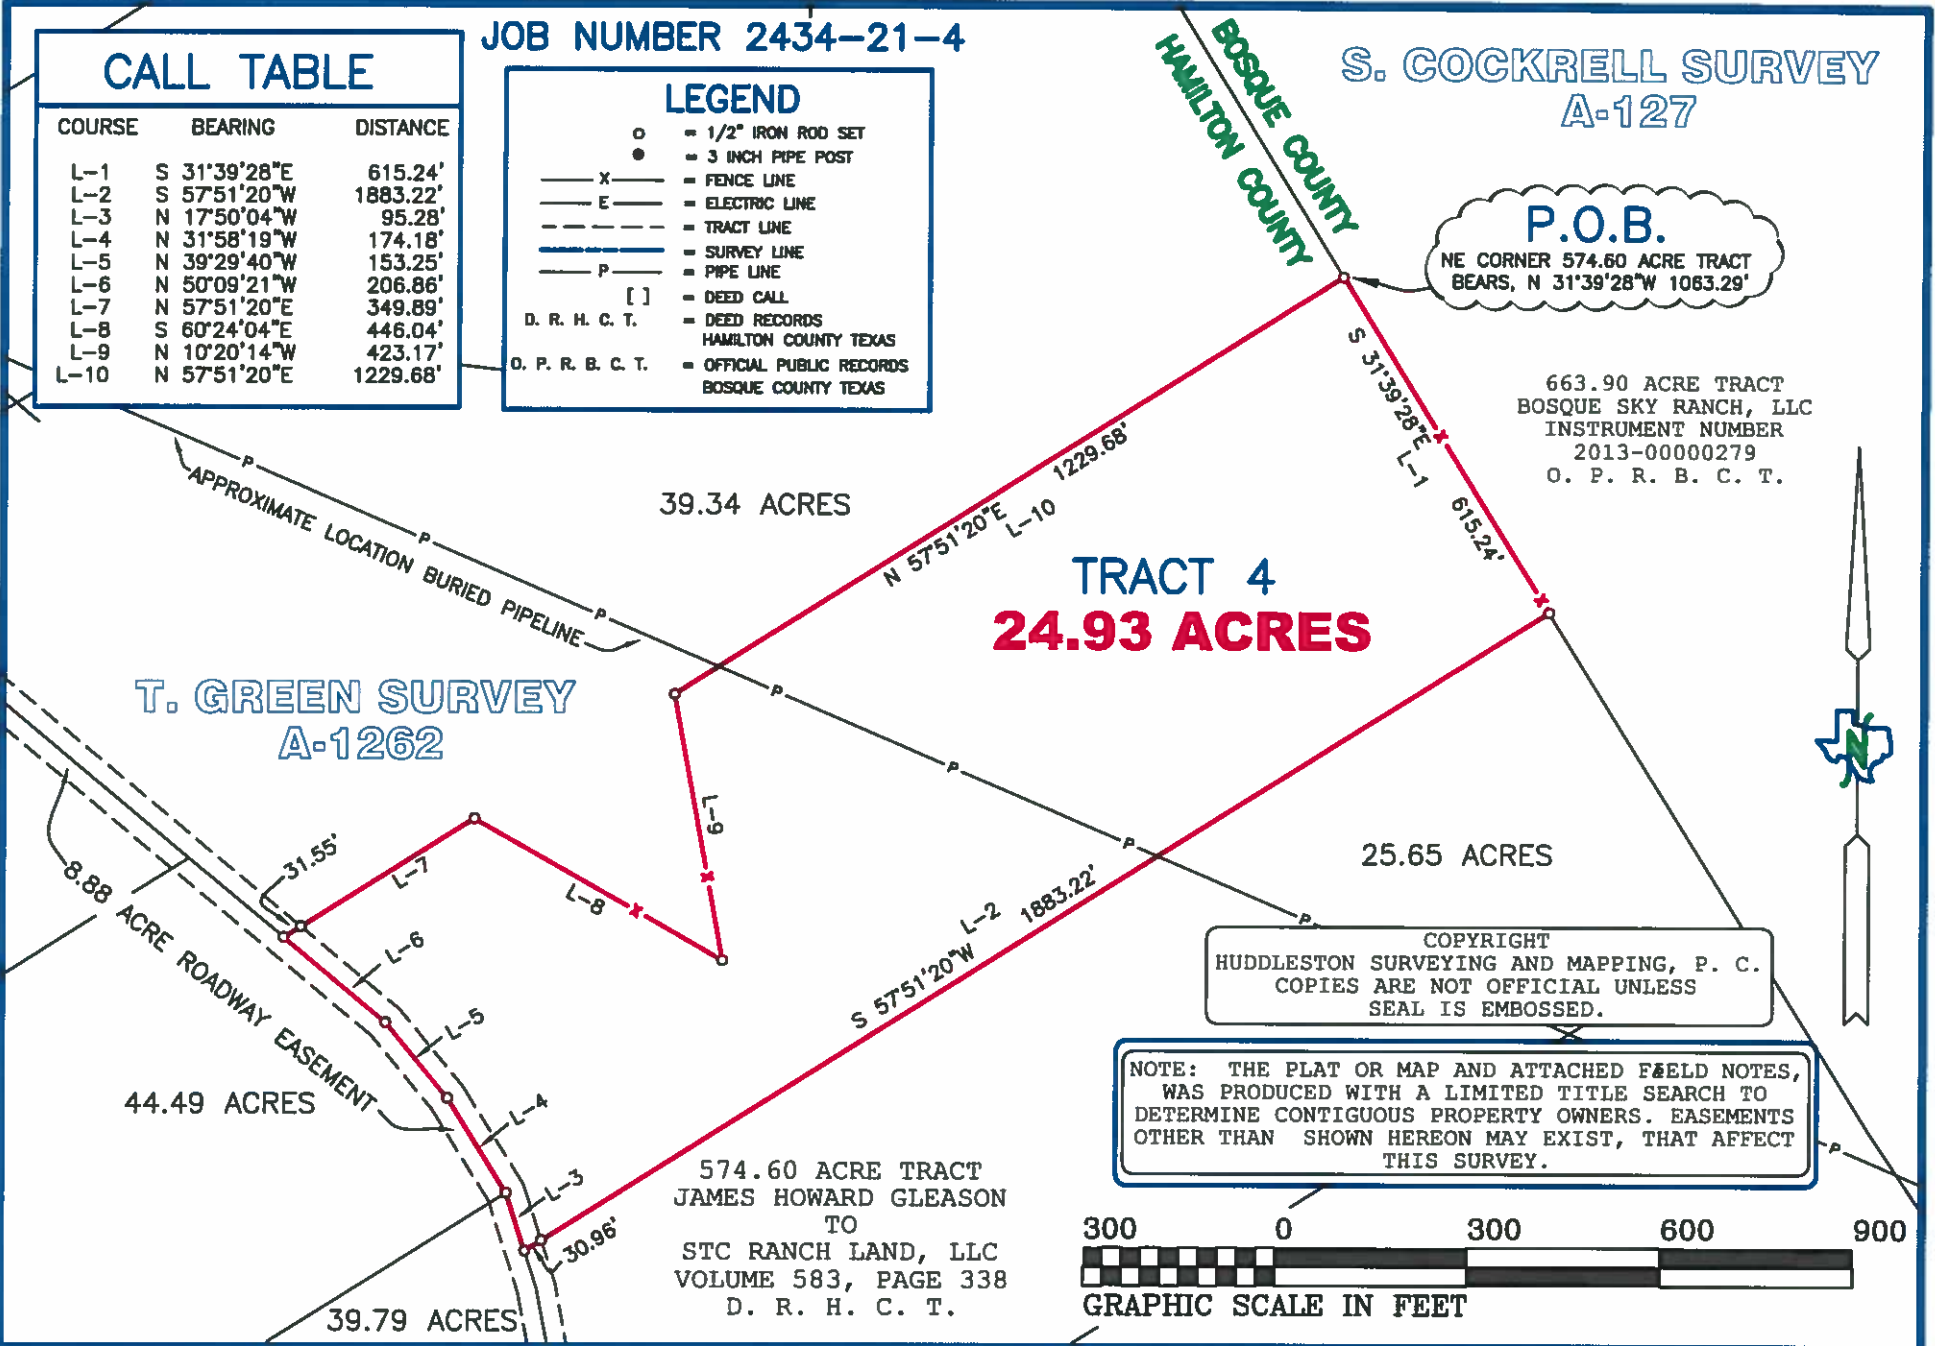 JOB NUMBER 2434-21-4
CALL TABLE
COURSE BEARING DISTANCE
L-1 S 31°39'28"E 615.24'
L-2 S 57°51'20"W 1883.22'
L-3 N 17°50'04"W 95.28'
L-4 N 31°58'19"W 174.18'
L-5 N 39°29'40"W 153.25'
L-6 N 50°09'21"W 206.86'
L-7 N 57°51'20"E 349.89'
L-8 S 60°24'04"E 446.04'
L-9 N 10°20'14"W 423.17'
L-10 N 57°51'20"E 1229.68'
LEGEND
= 1/2" IRON ROD SET
= 3 INCH PIPE POST
X = FENCE LINE
E = ELECTRIC LINE
= TRACT LINE
= SURVEY LINE
P = PIPE LINE
[ ] = DEED CALL
D. R. H. C. T. = DEED RECORDS
HAMILTON COUNTY TEXAS
O. P. R. B. C. T. = OFFICIAL PUBLIC RECORDS
BOSQUE COUNTY TEXAS
BOSQUE COUNTY
HAMILTON COUNTY
S. COCKRELL SURVEY
A-127
P.O.B.
NE CORNER 574.60 ACRE TRACT
BEARS, N 31°39'28"W 1063.29'
663.90 ACRE TRACT
BOSQUE SKY RANCH, LLC
INSTRUMENT NUMBER
2013-00000279
O. P. R. B. C. T.
S 31°39'28"E
L-1
615.24'
N 57°51'20"E
L-10
1229.68'
39.34 ACRES
TRACT 4
24.93 ACRES
APPROXIMATE LOCATION BURIED PIPELINE
P
P
P
P
P
P
P
P
T. GREEN SURVEY
A-1262
N
L-9
31.55'
L-7
L-8
8.88 ACRE ROADWAY EASEMENT
L-6
L-5
L-4
L-3
30.96'
S 57°51'20"W
L-2
1883.22'
25.65 ACRES
44.49 ACRES
39.79 ACRES
574.60 ACRE TRACT
JAMES HOWARD GLEASON
TO
STC RANCH LAND, LLC
VOLUME 583, PAGE 338
D. R. H. C. T.
COPYRIGHT
HUDDLESTON SURVEYING AND MAPPING, P. C.
COPIES ARE NOT OFFICIAL UNLESS
SEAL IS EMBOSSED.
NOTE: THE PLAT OR MAP AND ATTACHED FIELD NOTES,
WAS PRODUCED WITH A LIMITED TITLE SEARCH TO
DETERMINE CONTIGUOUS PROPERTY OWNERS. EASEMENTS
OTHER THAN SHOWN HEREON MAY EXIST, THAT AFFECT
THIS SURVEY.
300 0 300 600 900
GRAPHIC SCALE IN FEET